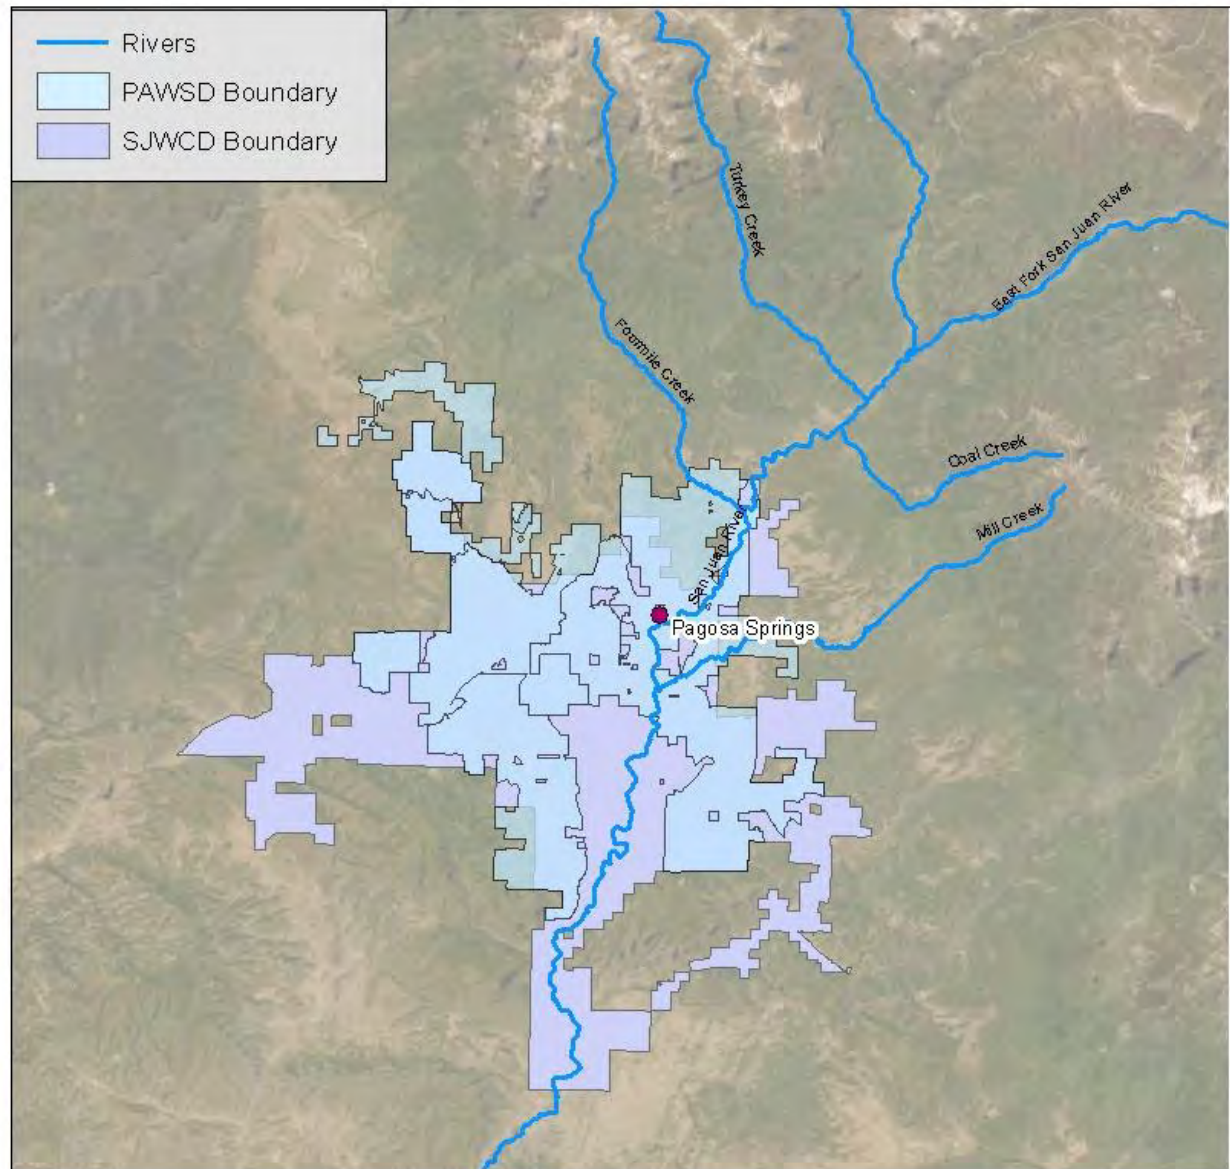 Rivers
PAWSD Boundary
SJWCD Boundary
Turkey Creek
East Fork San Juan River
Fourmile Creek
Coal Creek
Mill Creek
San Juan River
Pagosa Springs